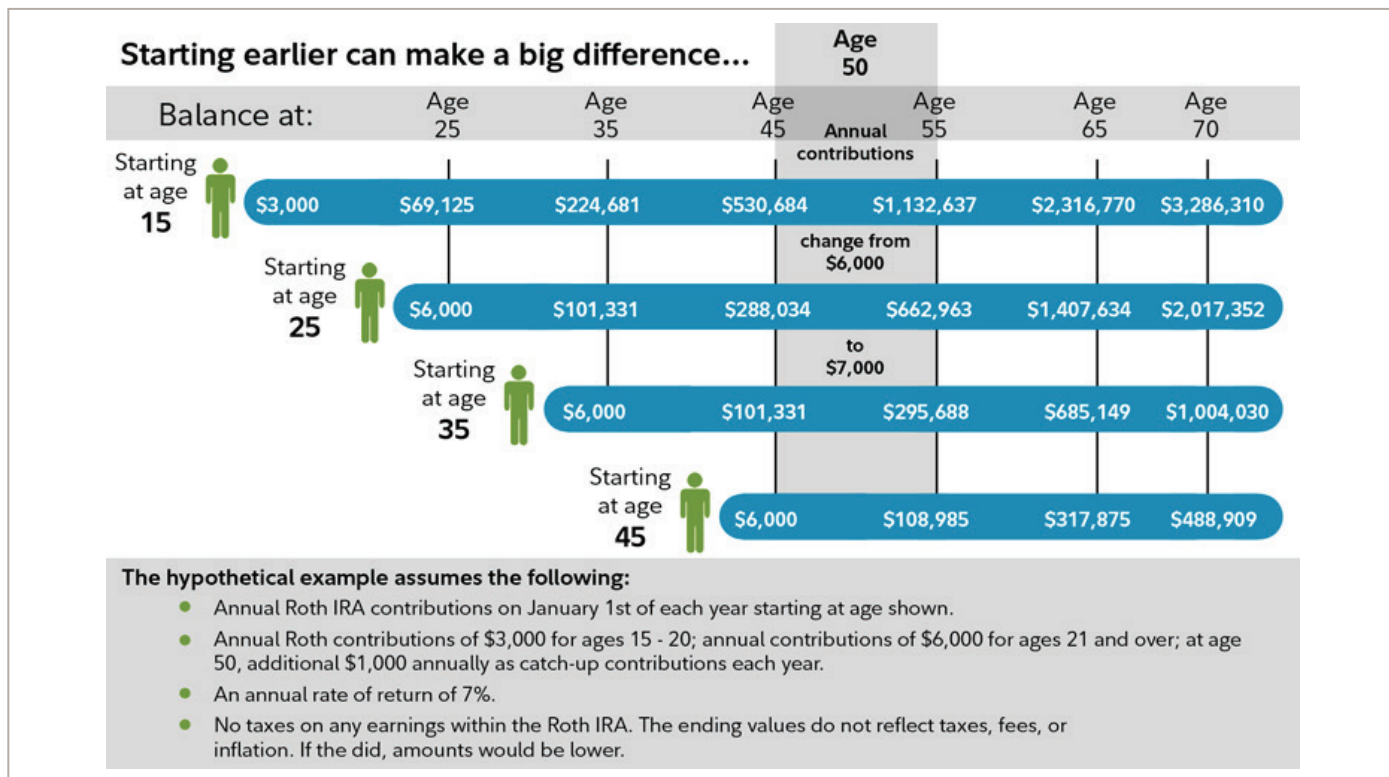 Starting earlier can make a big difference...
Age
50
Balance at:
Age
25
Age
35
Age
45
Age
55
Age
65
Age
70
Annual
contributions
Starting
at age
15
$3,000 $69,125 $224,681 $530,684 $1,132,637 $2,316,770 $3,286,310
change from
$6,000
Starting
at age
25
$6,000 $101,331 $288,034 $662,963 $1,407,634 $2,017,352
to
$7,000
Starting
at age
35
$6,000 $101,331 $295,688 $685,149 $1,004,030
Starting
at age
45
$6,000 $108,985 $317,875 $488,909
The hypothetical example assumes the following:
Annual Roth IRA contributions on January 1st of each year starting at age shown.
Annual Roth contributions of $3,000 for ages 15 - 20; annual contributions of $6,000 for ages 21 and over; at age
50, additional $1,000 annually as catch-up contributions each year.
An annual rate of return of 7%.
No taxes on any earnings within the Roth IRA. The ending values do not reflect taxes, fees, or
inflation. If the did, amounts would be lower.